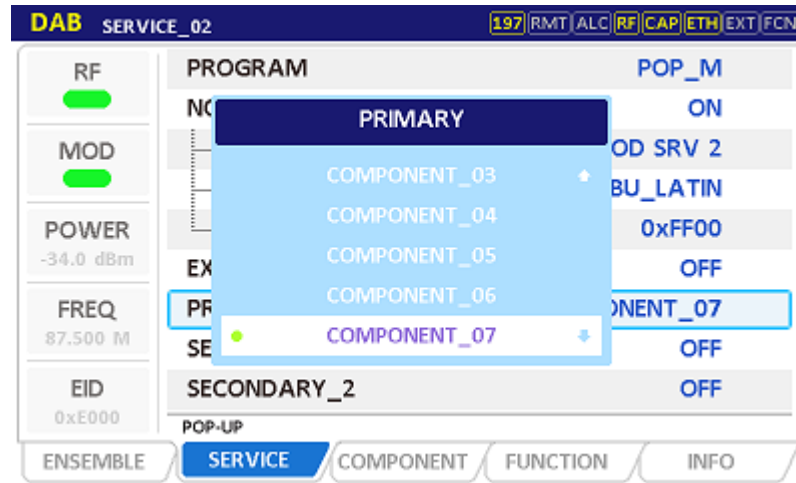 DAB SERVICE_02 197 RMT ALC RF CAP ETH EXT FCN
RF
MOD
POWER
-34.0 dBm
FREQ
87.500 M
EID
0xE000
PROGRAM POP_M
ON
OD SRV 2
BU_LATIN
0xFF00
EX OFF
PR ONENT_07
SE OFF
SECONDARY_2 OFF
PRIMARY
COMPONENT_03
COMPONENT_04
COMPONENT_05
COMPONENT_06
COMPONENT_07
POP-UP
ENSEMBLE SERVICE COMPONENT FUNCTION INFO